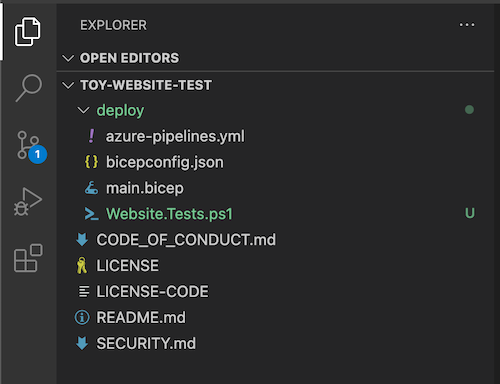 EXPLORER
OPEN EDITORS
TOY-WEBSITE-TEST
deploy
! azure-pipelines.yml
{} bicepconfig.json
main.bicep
1
Website.Tests.ps1 U
CODE_OF_CONDUCT.md
LICENSE
LICENSE-CODE
README.md
SECURITY.md